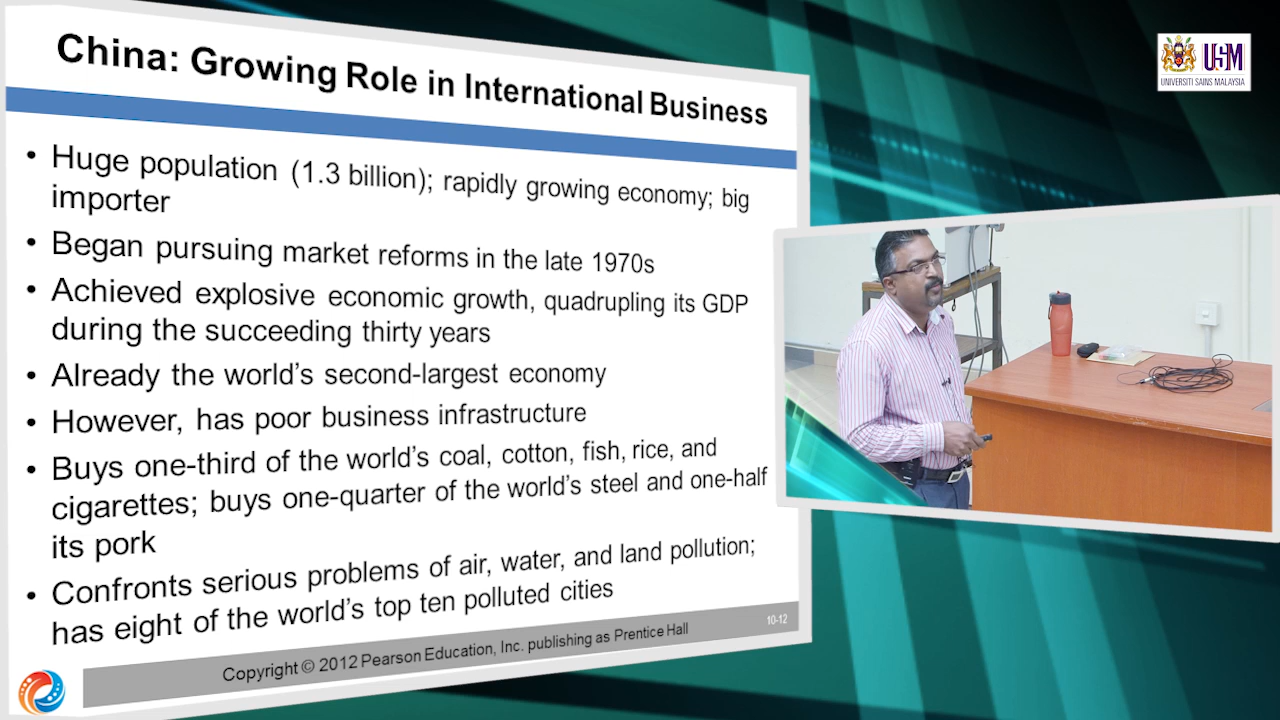 China: Growing Role in International Business
• Huge population (1.3 billion); rapidly growing economy; big
importer
• Began pursuing market reforms in the late 1970s
• Achieved explosive economic growth, quadrupling its GDP
during the succeeding thirty years
• Already the world's second-largest economy
• However, has poor business infrastructure
• Buys one-third of the world's coal, cotton, fish, rice, and
cigarettes; buys one-quarter of the world's steel and one-half
its pork
• Confronts serious problems of air, water, and land pollution;
has eight of the world's top ten polluted cities
10-12
Copyright © 2012 Pearson Education, Inc. publishing as Prentice Hall
USM
UNIVERSITI SAINS MALAYSIA